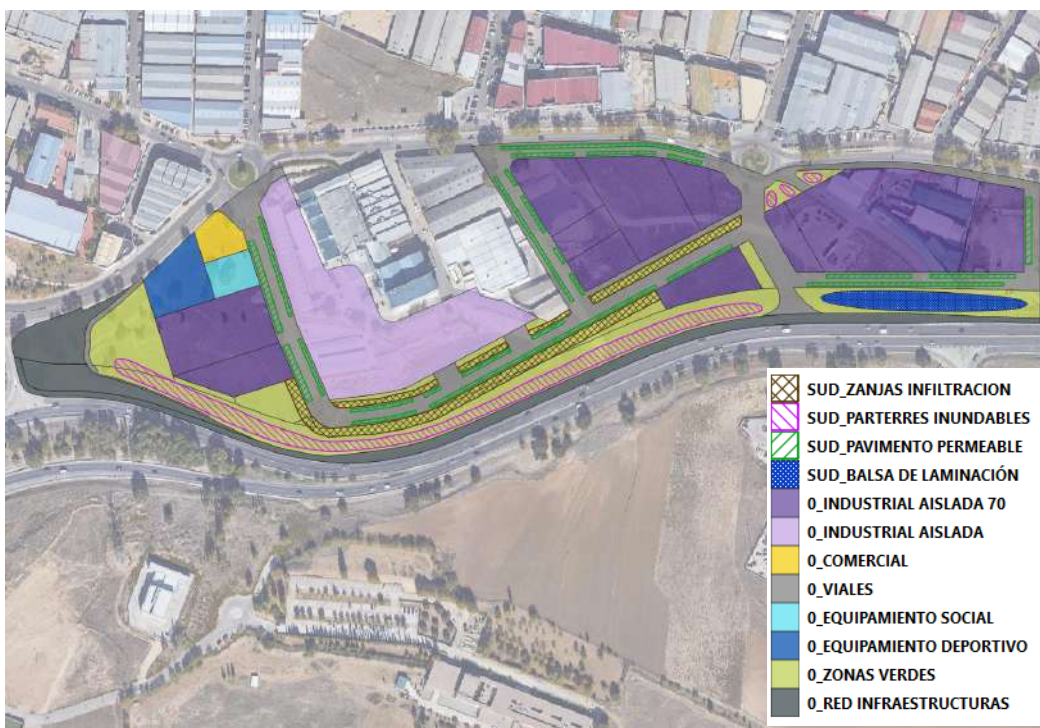 SUD_ZANJAS INFILTRACION
SUD_PARTERRES INUNDABLES
SUD_PAVIMENTO PERMEABLE
SUD_BALSA DE LAMINACIÓN
0_INDUSTRIAL AISLADA 70
0_INDUSTRIAL AISLADA
0_COMERCIAL
0_VIALES
0_EQUIPAMIENTO SOCIAL
0_EQUIPAMIENTO DEPORTIVO
0_ZONAS VERDES
0_RED INFRAESTRUCTURAS